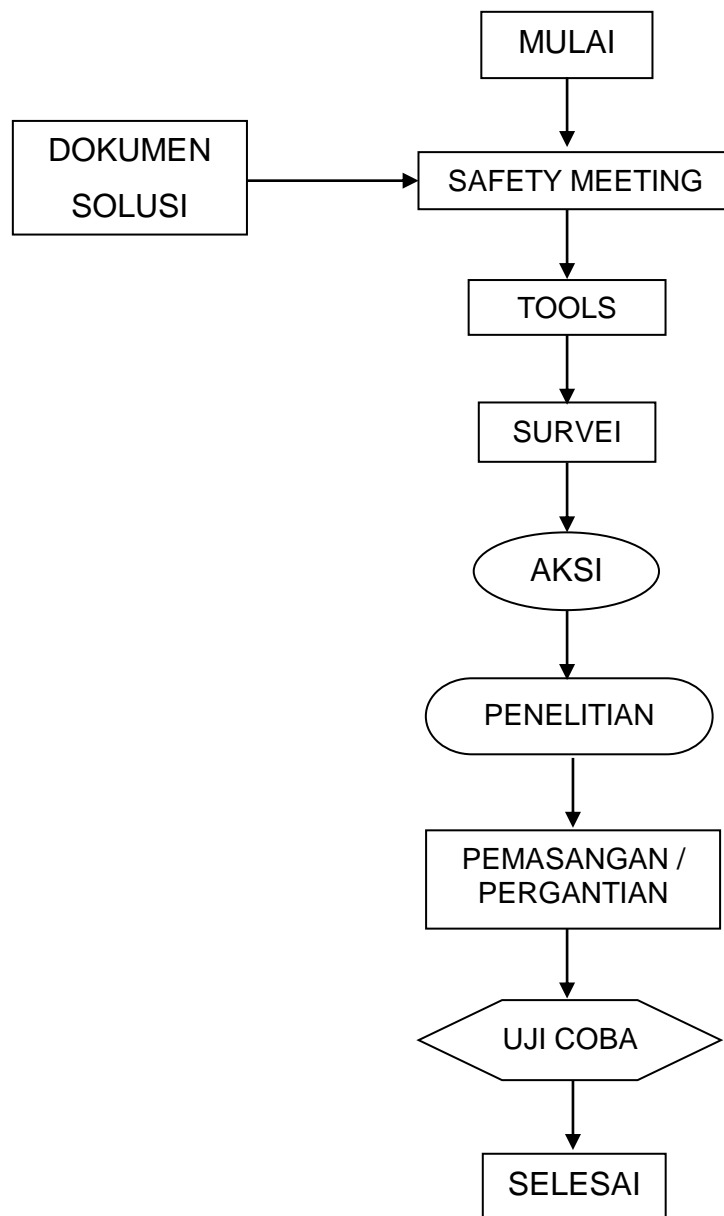 MULAI
DOKUMEN
SOLUSI
SAFETY MEETING
TOOLS
SURVEI
AKSI
PENELITIAN
PEMASANGAN /
PERGANTIAN
UJI COBA
SELESAI